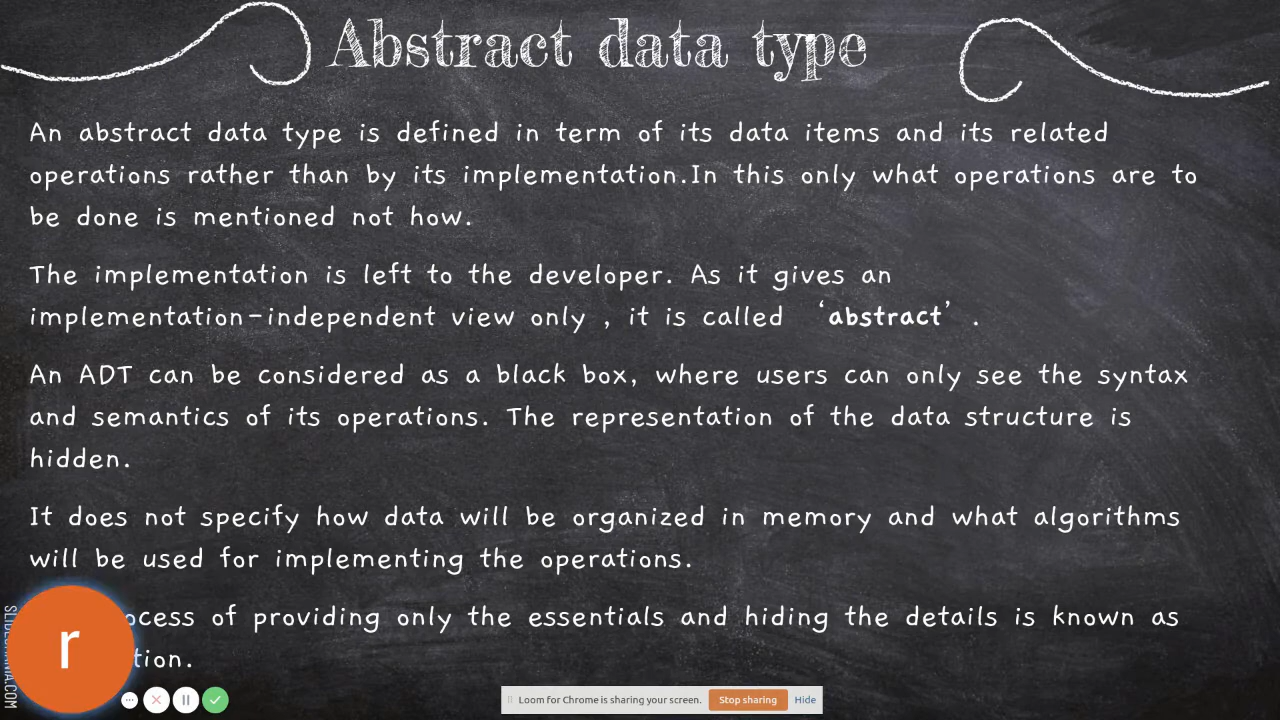 Abstract data type
An abstract data type is defined in term of its data items and its related
operations rather than by its implementation.In this only what operations are to
be done is mentioned not how.
The implementation is left to the developer. As it gives an
implementation-independent view only , it is called ‘abstract’ .
An ADT can be considered as a black box, where users can only see the syntax
and semantics of its operations. The representation of the data structure is
hidden.
It does not specify how data will be organized in memory and what algorithms
will be used for implementing the operations.
of providing only the essentials and hiding the details is known as
r
Loom for Chrome is sharing your screen. Stop sharing Hide